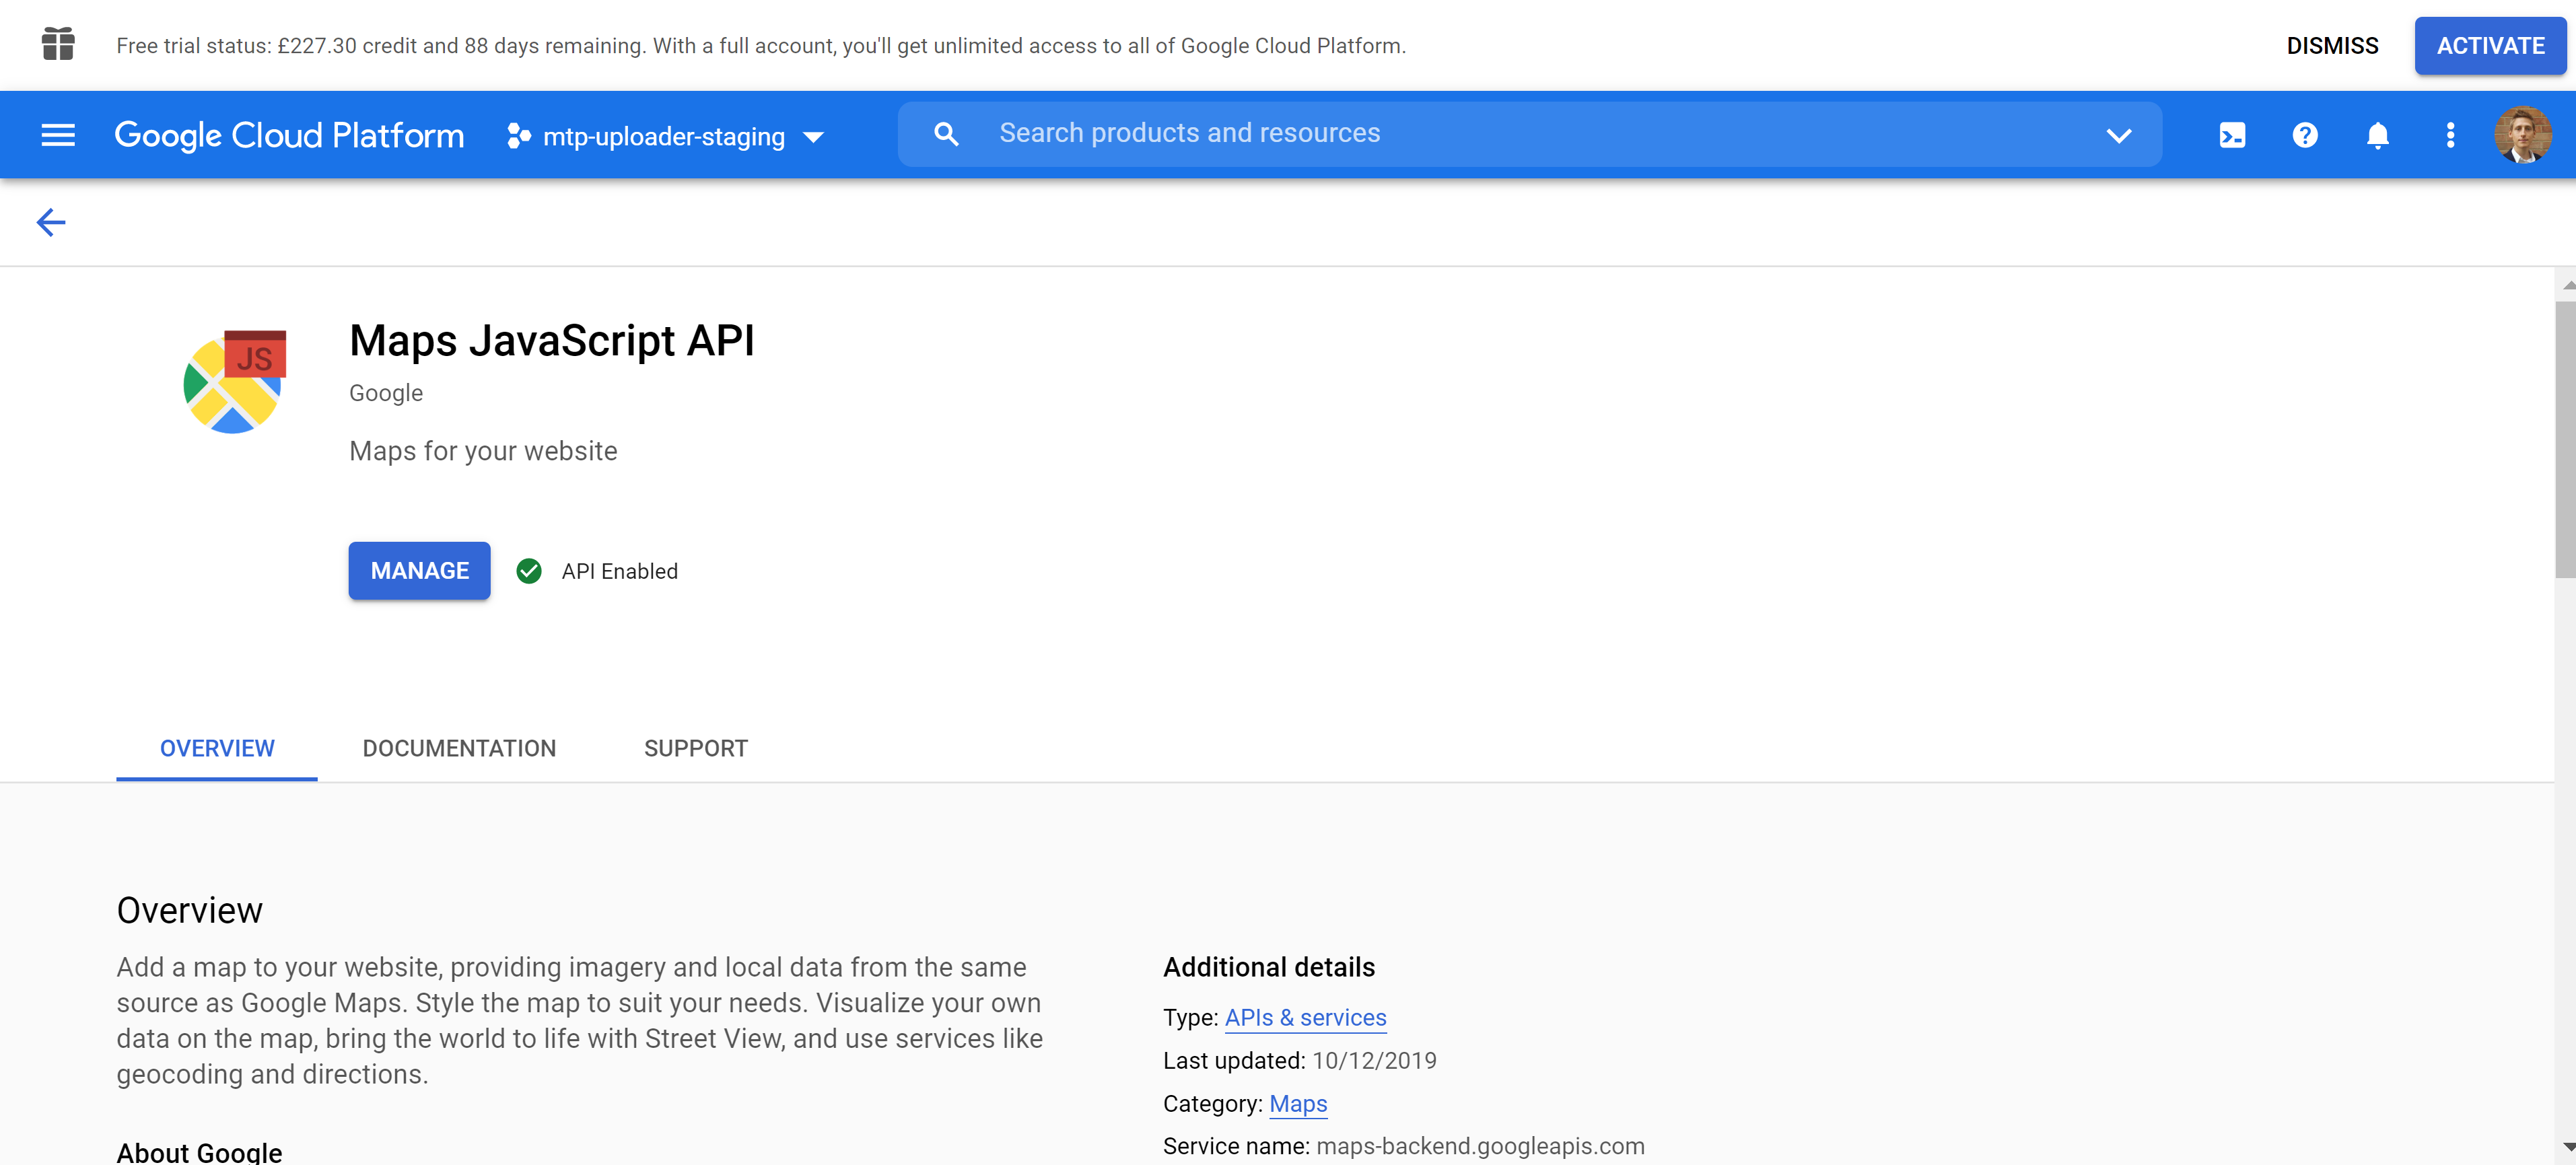 Free trial status: £227.30 credit and 88 days remaining. With a full account, you'll get unlimited access to all of Google Cloud Platform.
DISMISS
ACTIVATE
Google Cloud Platform
mtp-uploader-staging
Search products and resources
JS
Maps JavaScript API
Google
Maps for your website
MANAGE
API Enabled
OVERVIEW
DOCUMENTATION
SUPPORT
Overview
Add a map to your website, providing imagery and local data from the same
source as Google Maps. Style the map to suit your needs. Visualize your own
data on the map, bring the world to life with Street View, and use services like
geocoding and directions.
About Google
Additional details
Type: APIs & services
Last updated: 10/12/2019
Category: Maps
Service name: maps-backend.googleapis.com